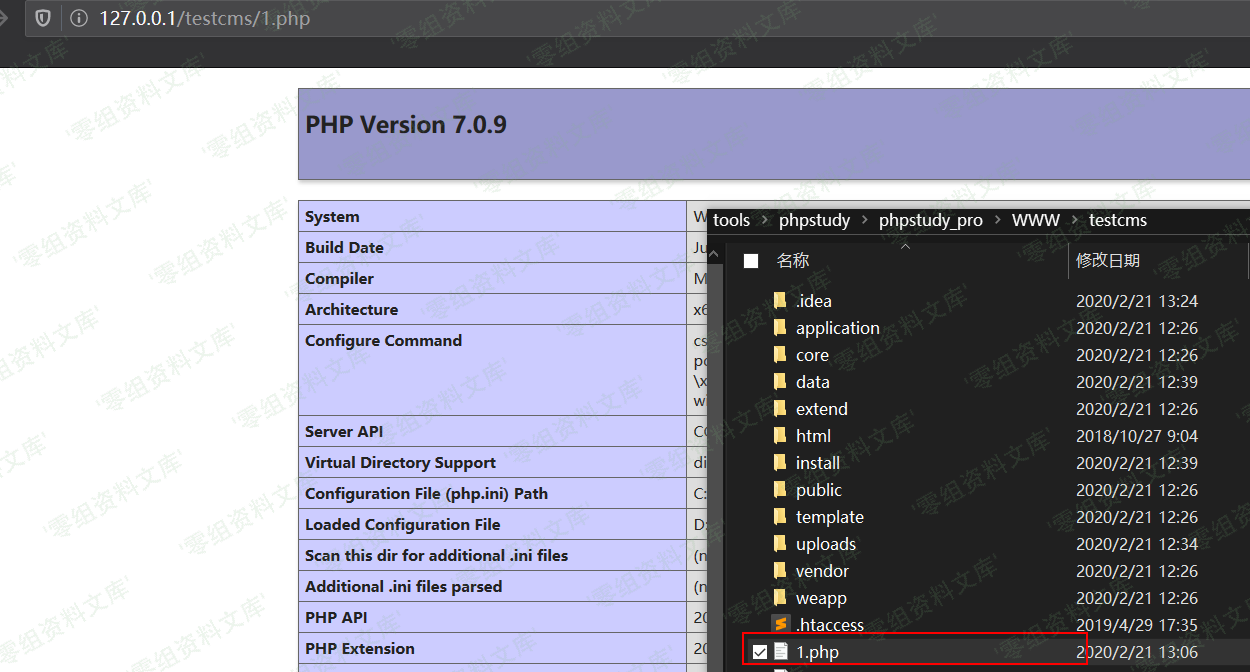 127.0.0.1/testcms/1.php
PHP Version 7.0.9
System
Build Date
Compiler
Architecture
Configure Command
Server API
Virtual Directory Support
Configuration File (php.ini) Path
Loaded Configuration File
Scan this dir for additional .ini files
Additional .ini files parsed
PHP API
PHP Extension
W
Ju
M
x6
cs
po
\x
wi
di
C:
D:
(n
(n
20
20
tools > phpstudy > phpstudy_pro > WWW > testcms
名称 修改日期
.idea 2020/2/21 13:24
application 2020/2/21 12:26
core 2020/2/21 12:26
data 2020/2/21 12:39
extend 2020/2/21 12:26
html 2018/10/27 9:04
install 2020/2/21 12:39
public 2020/2/21 12:26
template 2020/2/21 12:26
uploads 2020/2/21 12:34
vendor 2020/2/21 12:26
weapp 2020/2/21 12:26
.htaccess 2019/4/29 17:35
1.php 2020/2/21 13:06
'零组资料文库'